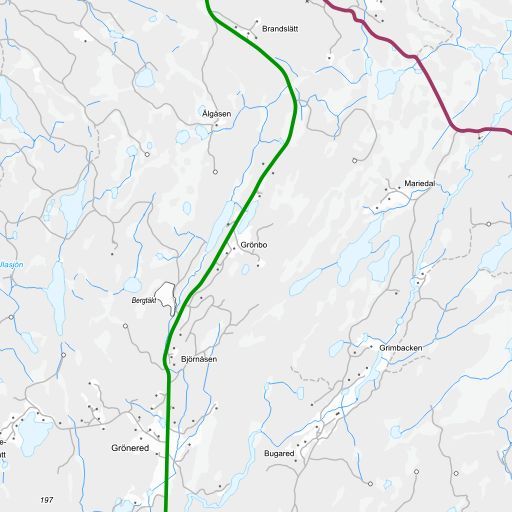 Brandslätt
Älgåsen
Mariedal
Grönbo
Bergtäkt
Grimbacken
Björnåsen
Grönered
Bugared
197